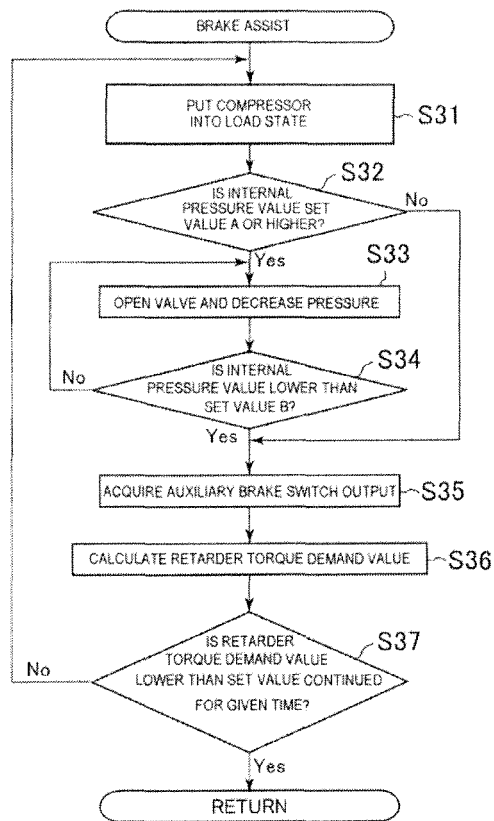 BRAKE ASSIST
PUT COMPRESSOR
INTO LOAD STATE
S31
S32
IS INTERNAL
PRESSURE VALUE SET
VALUE A OR HIGHER?
No
Yes
S33
OPEN VALVE AND DECREASE PRESSURE
S34
IS INTERNAL
PRESSURE VALUE LOWER THAN
SET VALUE B?
No
Yes
ACQUIRE AUXILIARY BRAKE SWITCH OUTPUT
S35
CALCULATE RETARDER TORQUE DEMAND VALUE
S36
S37
IS RETARDER
TORQUE DEMAND VALUE
LOWER THAN SET VALUE CONTINUED
FOR GIVEN TIME?
No
Yes
RETURN